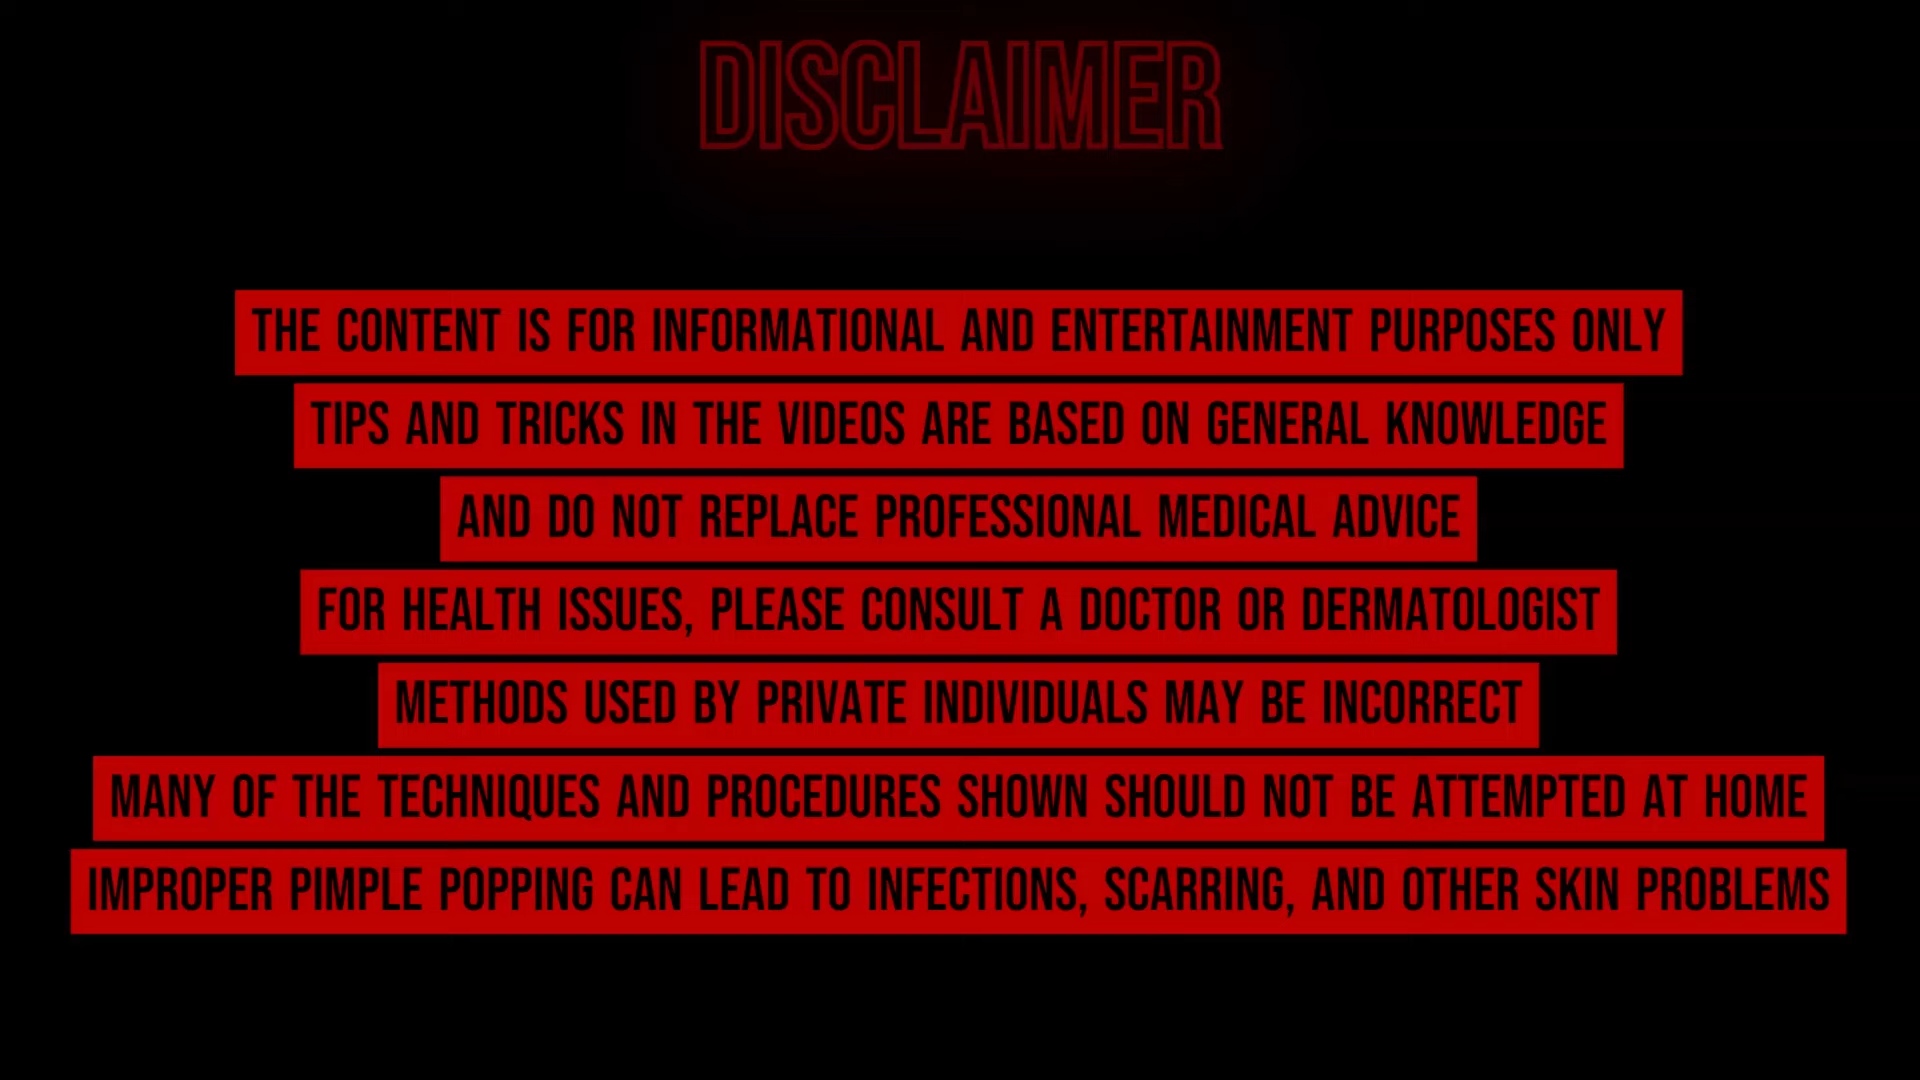 DISCLAIMER
THE CONTENT IS FOR INFORMATIONAL AND ENTERTAINMENT PURPOSES ONLY
TIPS AND TRICKS IN THE VIDEOS ARE BASED ON GENERAL KNOWLEDGE
AND DO NOT REPLACE PROFESSIONAL MEDICAL ADVICE
FOR HEALTH ISSUES, PLEASE CONSULT A DOCTOR OR DERMATOLOGIST
METHODS USED BY PRIVATE INDIVIDUALS MAY BE INCORRECT
MANY OF THE TECHNIQUES AND PROCEDURES SHOWN SHOULD NOT BE ATTEMPTED AT HOME
IMPROPER PIMPLE POPPING CAN LEAD TO INFECTIONS, SCARRING, AND OTHER SKIN PROBLEMS